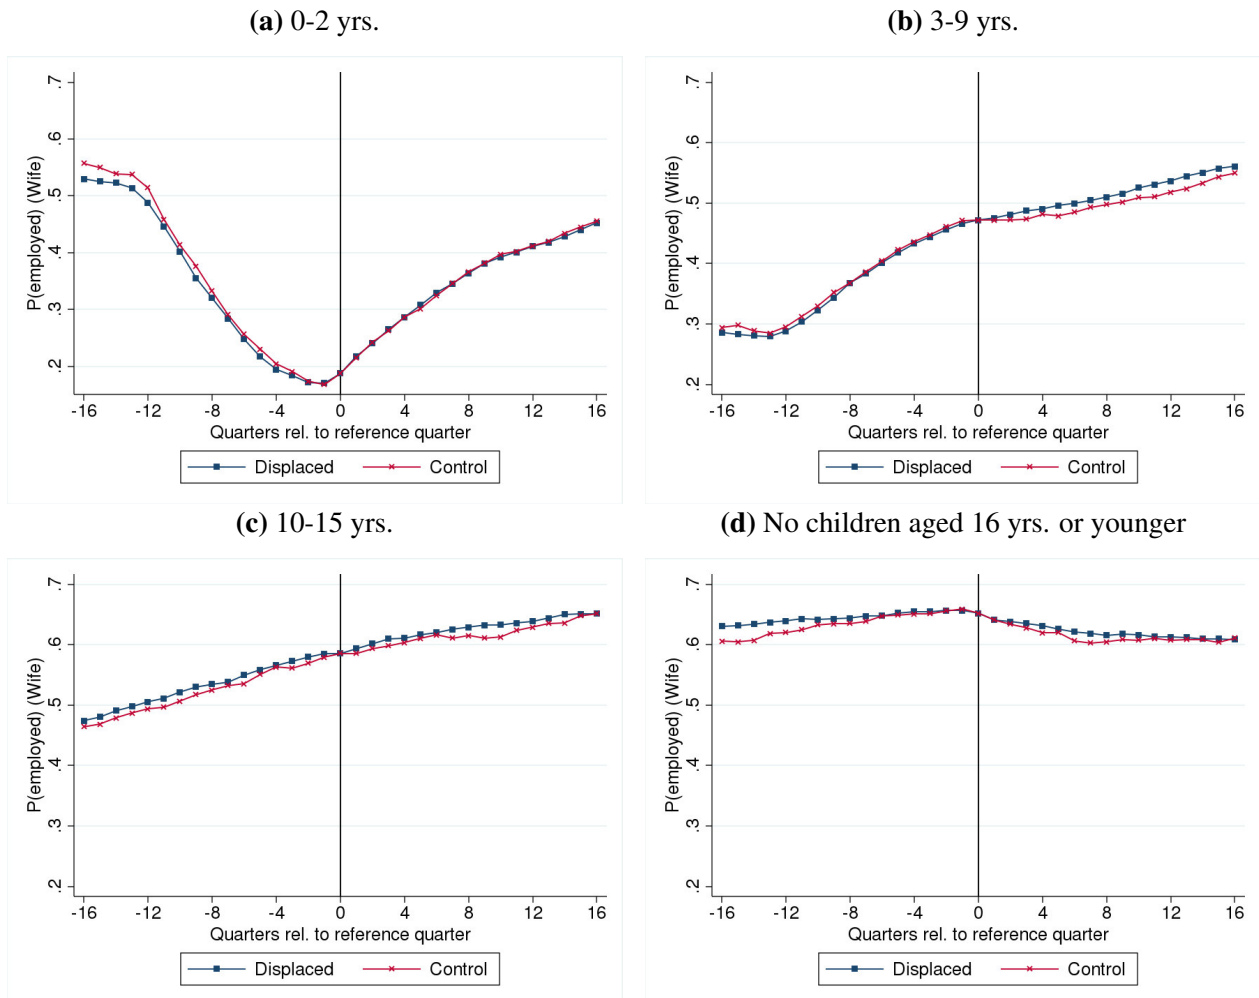 (a) 0-2 yrs.
P(employed) (Wife)
.7
.6
.5
.4
.3
.2
-16 -12 -8 -4 0 4 8 12 16
Quarters rel. to reference quarter
Displaced Control
(b) 3-9 yrs.
P(employed) (Wife)
.7
.6
.5
.4
.3
.2
-16 -12 -8 -4 0 4 8 12 16
Quarters rel. to reference quarter
Displaced Control
(c) 10-15 yrs.
P(employed) (Wife)
.7
.6
.5
.4
.3
.2
-16 -12 -8 -4 0 4 8 12 16
Quarters rel. to reference quarter
Displaced Control
(d) No children aged 16 yrs. or younger
P(employed) (Wife)
.7
.6
.5
.4
.3
.2
-16 -12 -8 -4 0 4 8 12 16
Quarters rel. to reference quarter
Displaced Control